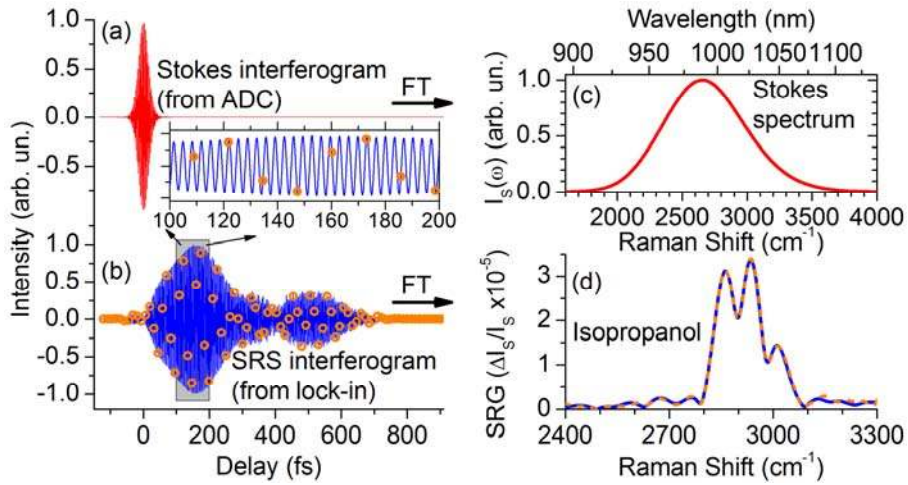 (a)
Stokes interferogram
(from ADC)
FT
1.0
0.5
0.0
-0.5
-1.0
100 120 140 160 180 200
(b)
FT
1.0
0.5
0.0
-0.5
-1.0
SRS interferogram
(from lock-in)
Intensity (arb. un.)
0 200 400 600 800
Delay (fs)
Wavelength (nm)
900 950 1000 1050 1100
(c)
Stokes
spectrum
1.0
0.5
0.0
I_S(ω) (arb. un.)
2000 2500 3000 3500 4000
Raman Shift (cm⁻¹)
(d)
Isopropanol
3
2
1
0
SRG (ΔI_S/I_S x10⁻⁵)
2400 2700 3000 3300
Raman Shift (cm⁻¹)